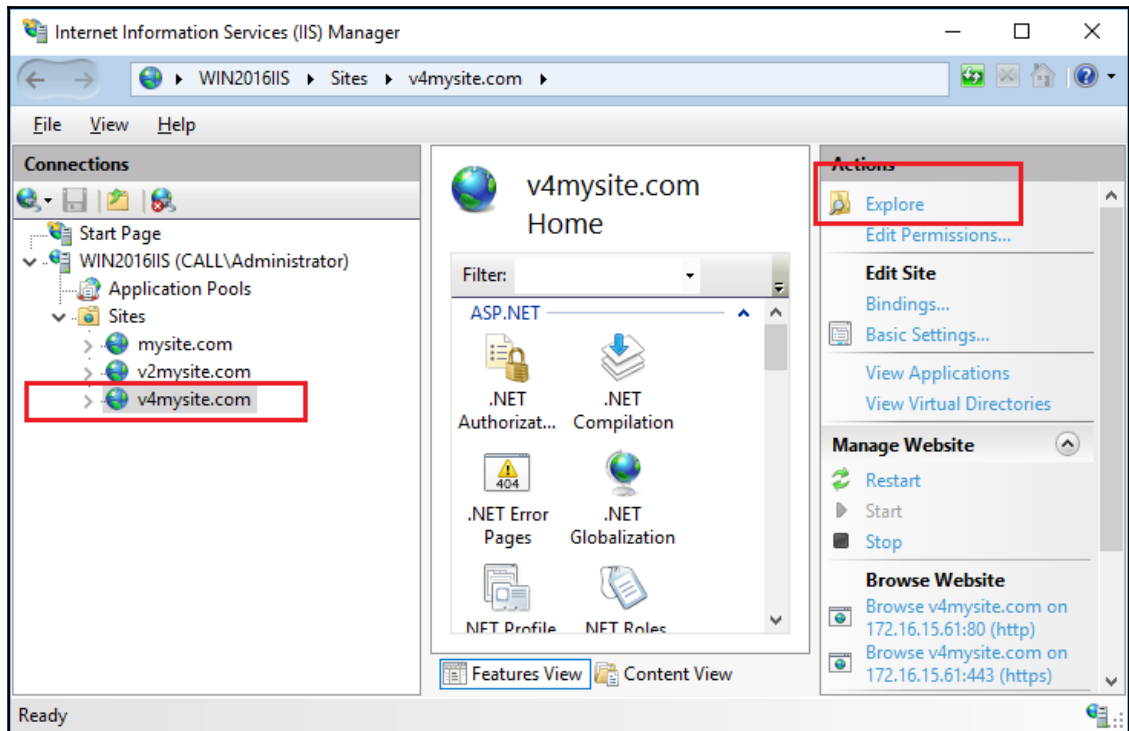 Internet Information Services (IIS) Manager
WIN2016IIS Sites v4mysite.com
File View Help
Connections
Start Page
WIN2016IIS (CALL\Administrator)
Application Pools
Sites
mysite.com
v2mysite.com
v4mysite.com
v4mysite.com
Home
Filter:
ASP.NET
.NET
Authorizat...
.NET
Compilation
404
.NET Error
Pages
.NET
Globalization
.NET Profile
.NET Roles
Features View
Content View
Actions
Explore
Edit Permissions...
Edit Site
Bindings...
Basic Settings...
View Applications
View Virtual Directories
Manage Website
Restart
Start
Stop
Browse Website
Browse v4mysite.com on
172.16.15.61:80 (http)
Browse v4mysite.com on
172.16.15.61:443 (https)
Ready